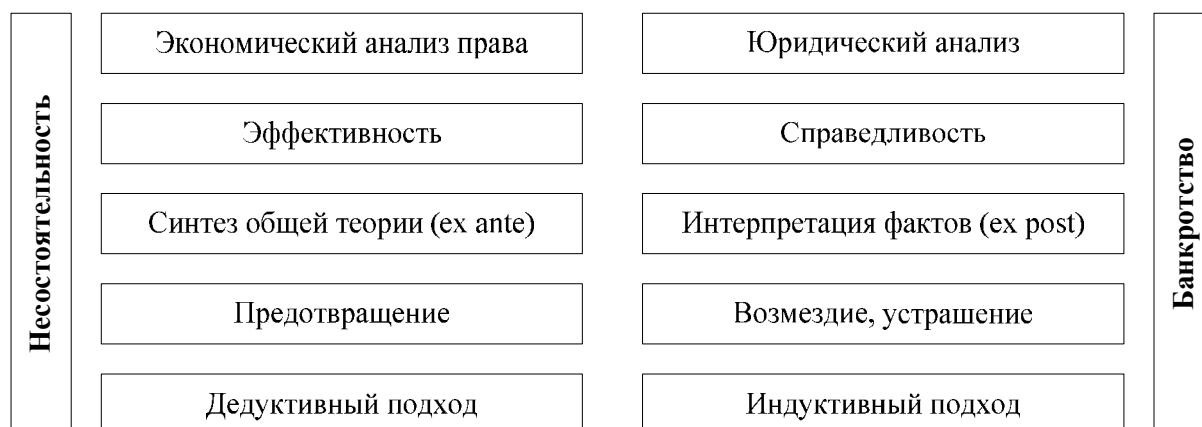 Несостоятельность
Экономический анализ права
Юридический анализ
Эффективность
Справедливость
Синтез общей теории (ex ante)
Интерпретация фактов (ex post)
Предотвращение
Возмездие, устрашение
Дедуктивный подход
Индуктивный подход
Банкротство